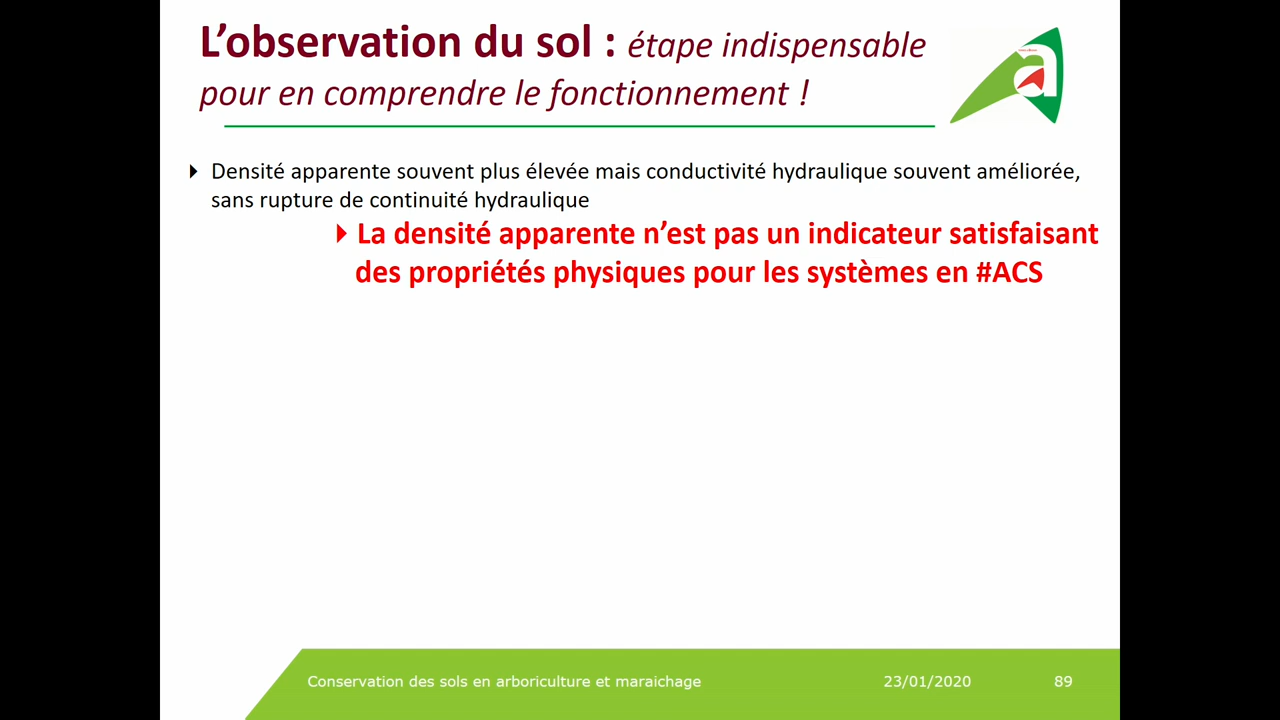 L’observation du sol : étape indispensable
pour en comprendre le fonctionnement !
Densité apparente souvent plus élevée mais conductivité hydraulique souvent améliorée,
sans rupture de continuité hydraulique
La densité apparente n’est pas un indicateur satisfaisant
des propriétés physiques pour les systèmes en #ACS
Conservation des sols en arboriculture et maraichage 23/01/2020 89